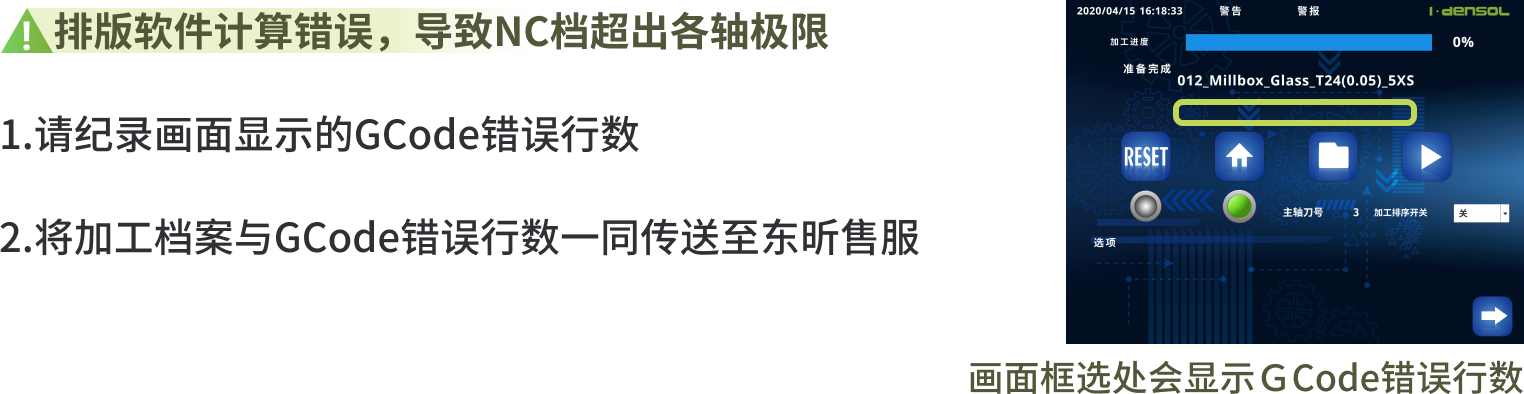 排版软件计算错误，导致NC档超出各轴极限
1.请纪录画面显示的GCode错误行数
2.将加工档案与GCode错误行数一同传送至东昕售服
2020/04/15 16:18:33 警告 警报 i·densol
加工进度 0%
准备完成
012_Millbox_Glass_T24(0.05)_5XS
RESET
主轴刀号 3 加工排序开关 关
选项
画面框选处会显示GCode错误行数